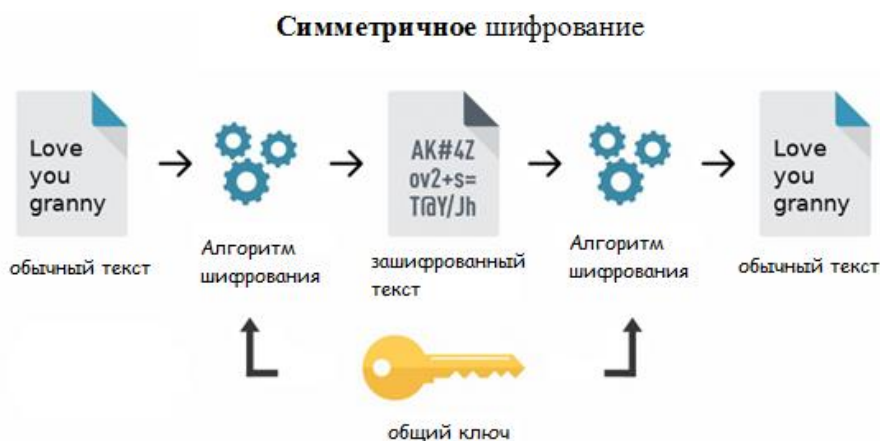 Симметричное шифрование
Love
you
granny
AK#4Z
ov2+s=
T@Y/Jh
Love
you
granny
обычный текст
Алгоритм
шифрования
зашифрованный
текст
Алгоритм
шифрования
обычный текст
общий ключ